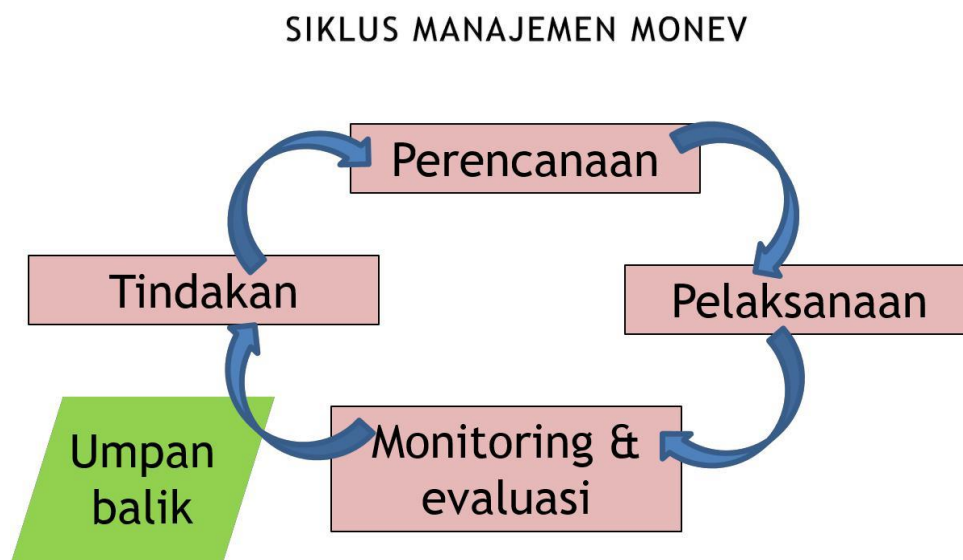 SIKLUS MANAJEMEN MONEV
Perencanaan
Tindakan
Pelaksanaan
Monitoring &
evaluasi
Umpan
balik